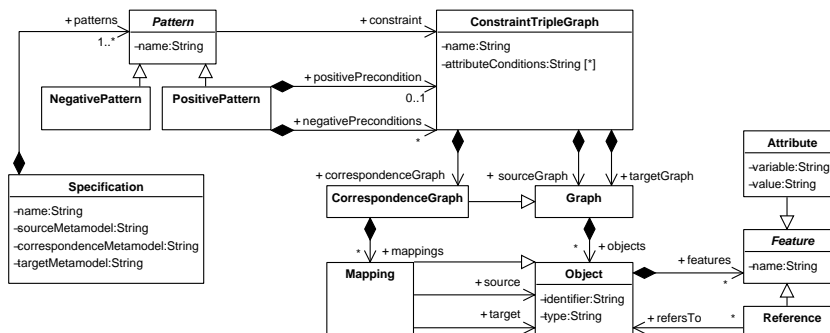 + patterns
1..*
Pattern
-name:String
+ constraint
ConstraintTripleGraph
-name:String
-attributeConditions:String [*]
NegativePattern
PositivePattern
+ positivePrecondition
0..1
+ negativePreconditions
*
Specification
-name:String
-sourceMetamodel:String
-correspondenceMetamodel:String
-targetMetamodel:String
+ correspondenceGraph
+ sourceGraph
+ targetGraph
CorrespondenceGraph
Graph
Attribute
-variable:String
-value:String
*
+ mappings
*
+ objects
Mapping
+ source
+ target
Object
-identifier:String
-type:String
+ features
*
Feature
-name:String
+ refersTo
*
Reference